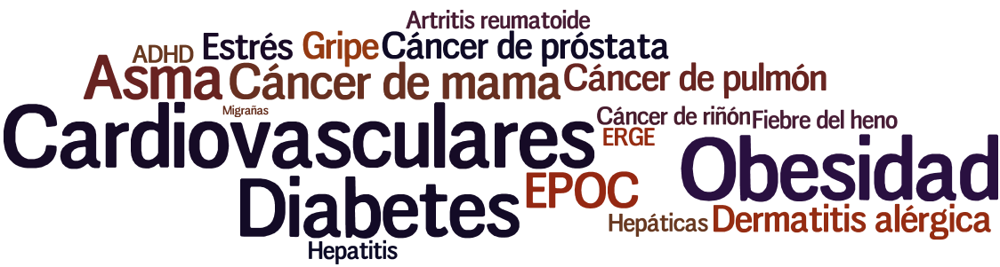 Artritis reumatoide
ADHD Estrés Gripe Cáncer de próstata
Asma Cáncer de mama Cáncer de pulmón
Migrañas
Cardiovasculares Cáncer de riñón Fiebre del heno
ERGE
Obesidad
Diabetes EPOC
Hepáticas Dermatitis alérgica
Hepatitis